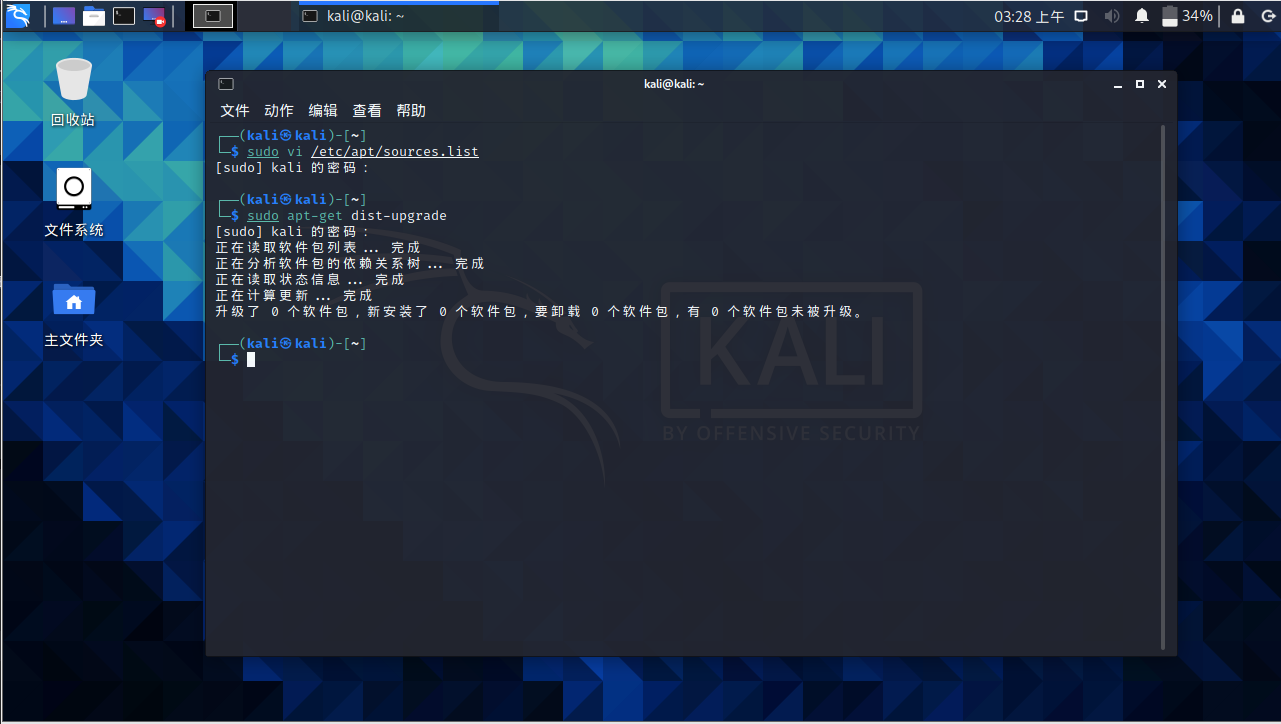 kali@kali: ~
03:28 上午
34%
回收站
文件系统
主文件夹
kali@kali: ~
文件 动作 编辑 查看 帮助
┌──(kali㉿kali)-[~]
└─$ sudo vi /etc/apt/sources.list
[sudo] kali 的密码：

┌──(kali㉿kali)-[~]
└─$ sudo apt-get dist-upgrade
[sudo] kali 的密码：
正在读取软件包列表... 完成
正在分析软件包的依赖关系树... 完成
正在读取状态信息... 完成
正在计算更新... 完成
升级了 0 个软件包，新安装了 0 个软件包，要卸载 0 个软件包，有 0 个软件包未被升级。

┌──(kali㉿kali)-[~]
└─$
KALI
BY OFFENSIVE SECURITY